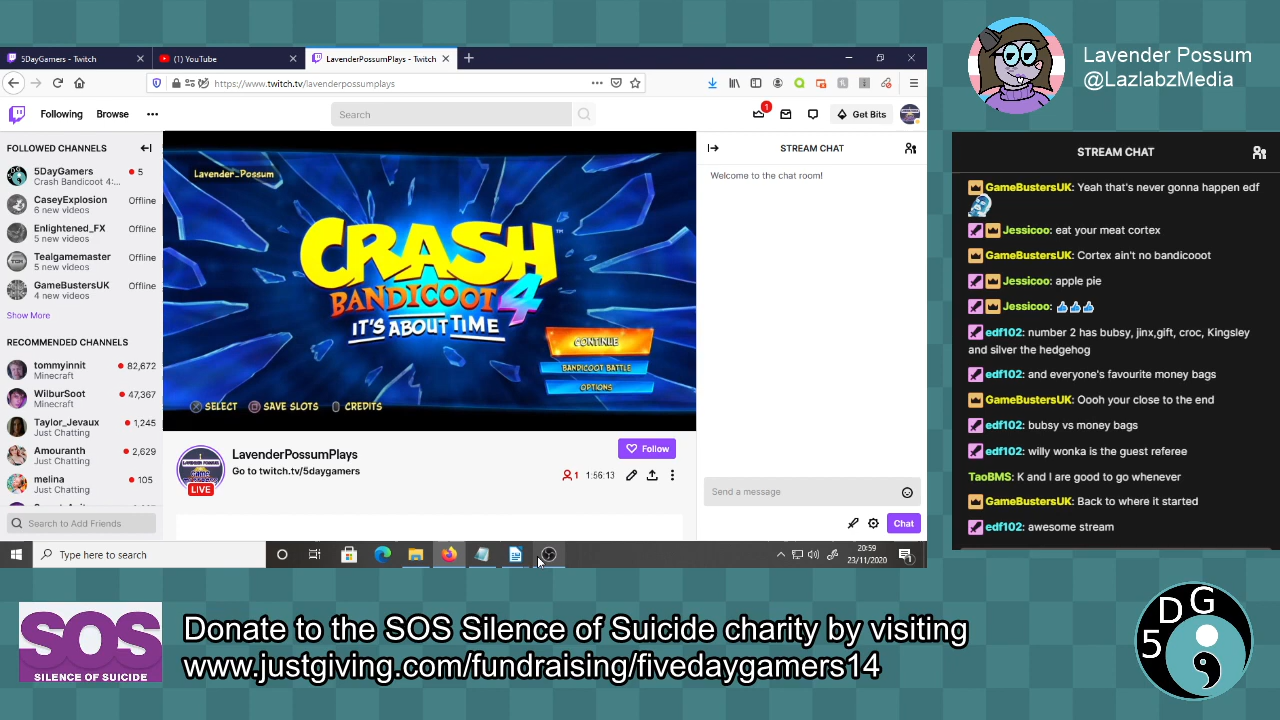 5DayGamers - Twitch
(1) YouTube
LavenderPossumPlays - Twitch
https://www.twitch.tv/lavenderpossumplays
Following
Browse
Search
1
Get Bits
FOLLOWED CHANNELS
5DayGamers
5
Crash Bandicoot 4:...
CaseyExplosion
Offline
6 new videos
Enlightened_FX
Offline
5 new videos
Tealgamemaster
Offline
5 new videos
GameBustersUK
Offline
4 new videos
Show More
RECOMMENDED CHANNELS
tommyinnit
82,672
Minecraft
WilburSoot
47,367
Minecraft
Taylor_Jevaux
1,245
Just Chatting
Amouranth
2,629
Just Chatting
melina
105
Just Chatting
Search to Add Friends
Lavender_Possum
CRASH
BANDICOOT 4
IT'S ABOUT TIME
™
CONTINUE
BANDICOOT BATTLE
OPTIONS
SELECT
SAVE SLOTS
CREDITS
LavenderPossumPlays
Go to twitch.tv/5daygamers
LIVE
Follow
1
1:56:13
STREAM CHAT
Welcome to the chat room!
Send a message
Chat
Type here to search
20:59
23/11/2020
1
Lavender Possum
@LazlabzMedia
STREAM CHAT
GameBustersUK: Yeah that's never gonna happen edf
Jessicoo: eat your meat cortex
GameBustersUK: Cortex ain't no bandicooot
Jessicoo: apple pie
Jessicoo:
edf102: number 2 has bubsy, jinx,gift, croc, Kingsley
and silver the hedgehog
edf102: and everyone's favourite money bags
GameBustersUK: Oooh your close to the end
edf102: bubsy vs money bags
edf102: willy wonka is the guest referee
TaoBMS: K and I are good to go whenever
GameBustersUK: Back to where it started
edf102: awesome stream
SOS
SILENCE OF SUICIDE
Donate to the SOS Silence of Suicide charity by visiting
www.justgiving.com/fundraising/fivedaygamers14
5DG